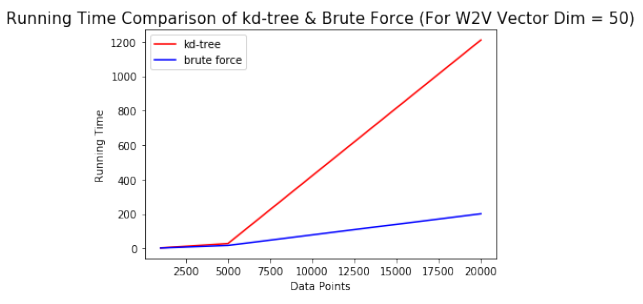 Running Time Comparison of kd-tree & Brute Force (For W2V Vector Dim = 50)
kd-tree
brute force
1200
1000
800
600
400
200
0
Running Time
2500 5000 7500 10000 12500 15000 17500 20000
Data Points